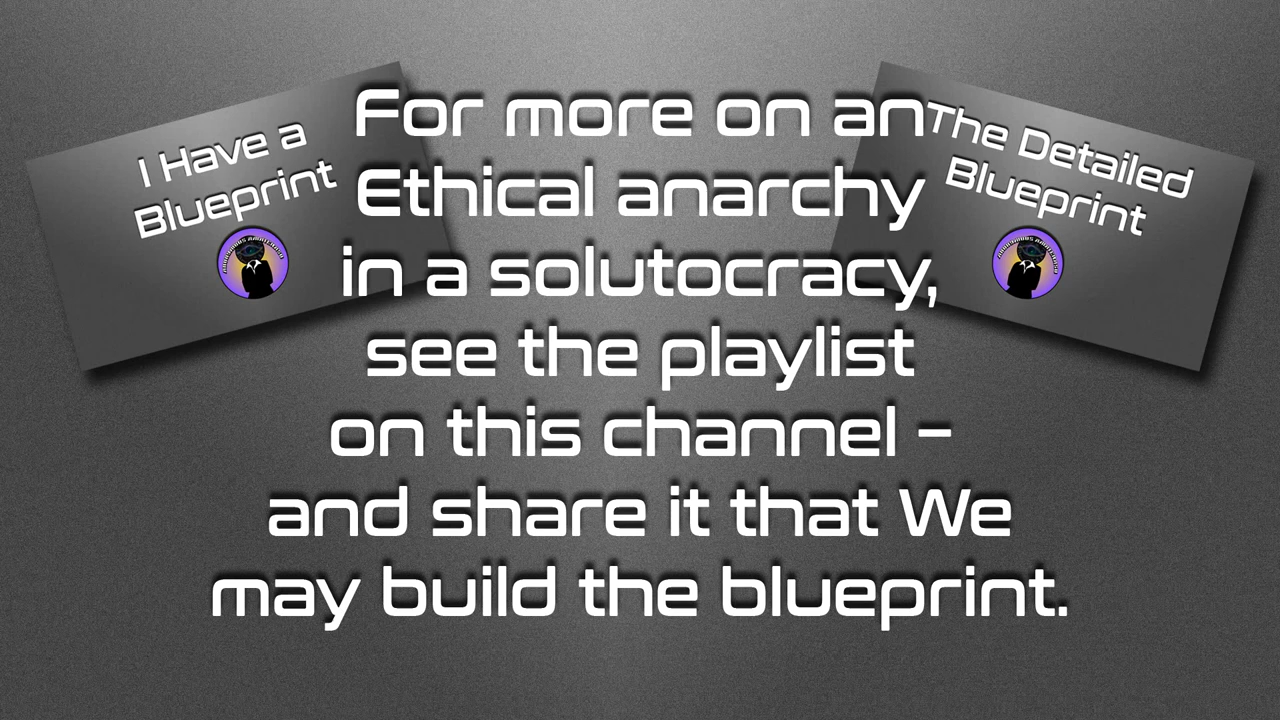 I Have a
Blueprint
The Detailed
Blueprint
For more on an
Ethical anarchy
in a solutocracy,
see the playlist
on this channel –
and share it that We
may build the blueprint.